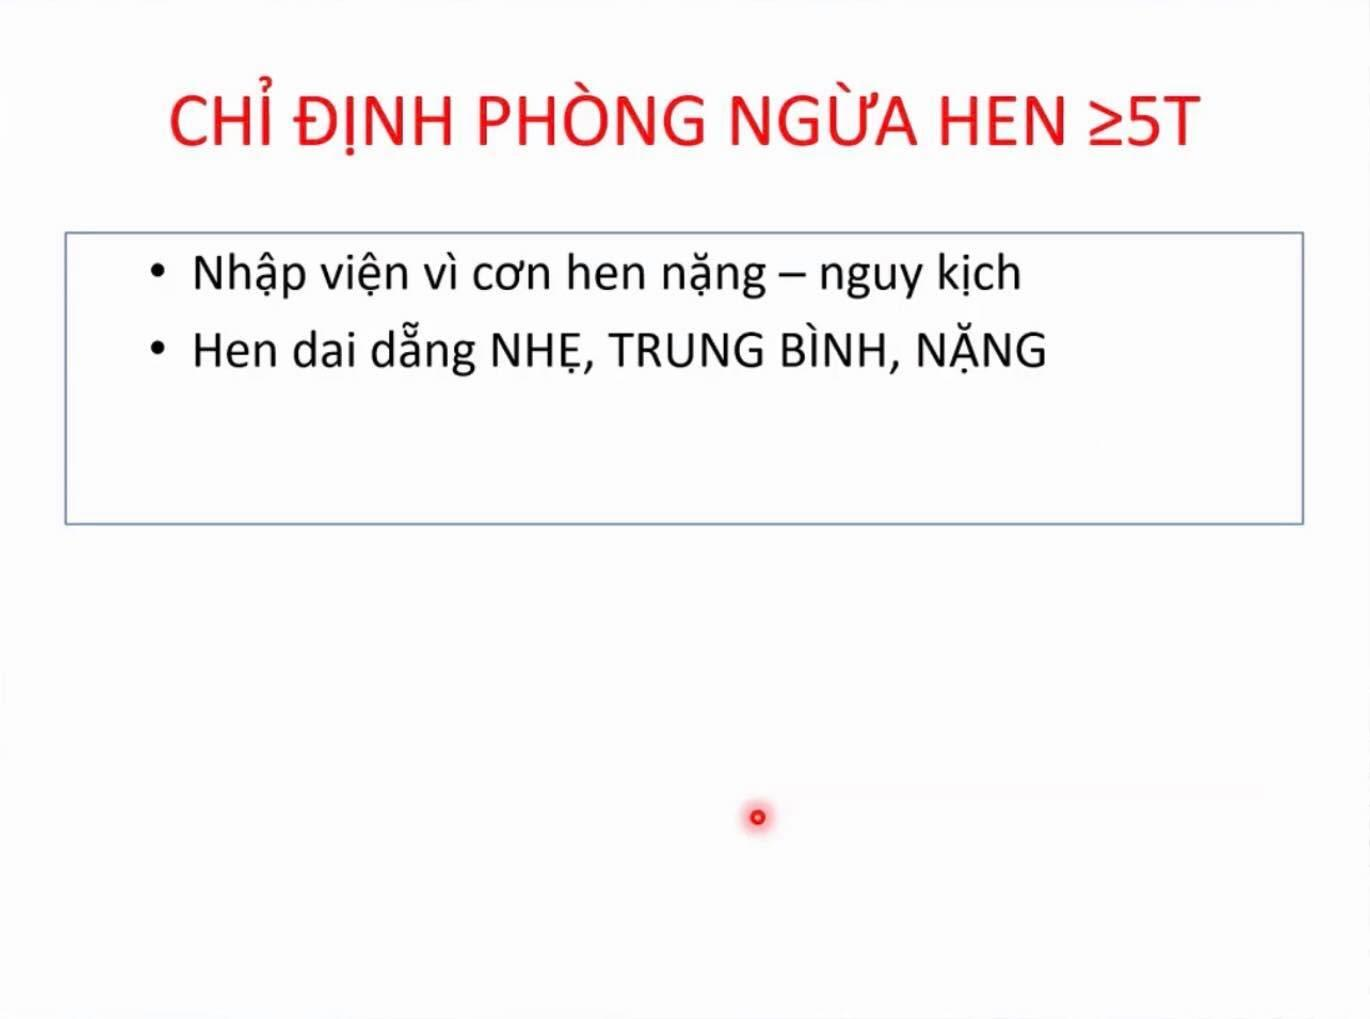 CHỈ ĐỊNH PHÒNG NGỪA HEN ≥5T
• Nhập viện vì cơn hen nặng – nguy kịch
• Hen dai dẵng NHẸ, TRUNG BÌNH, NẶNG